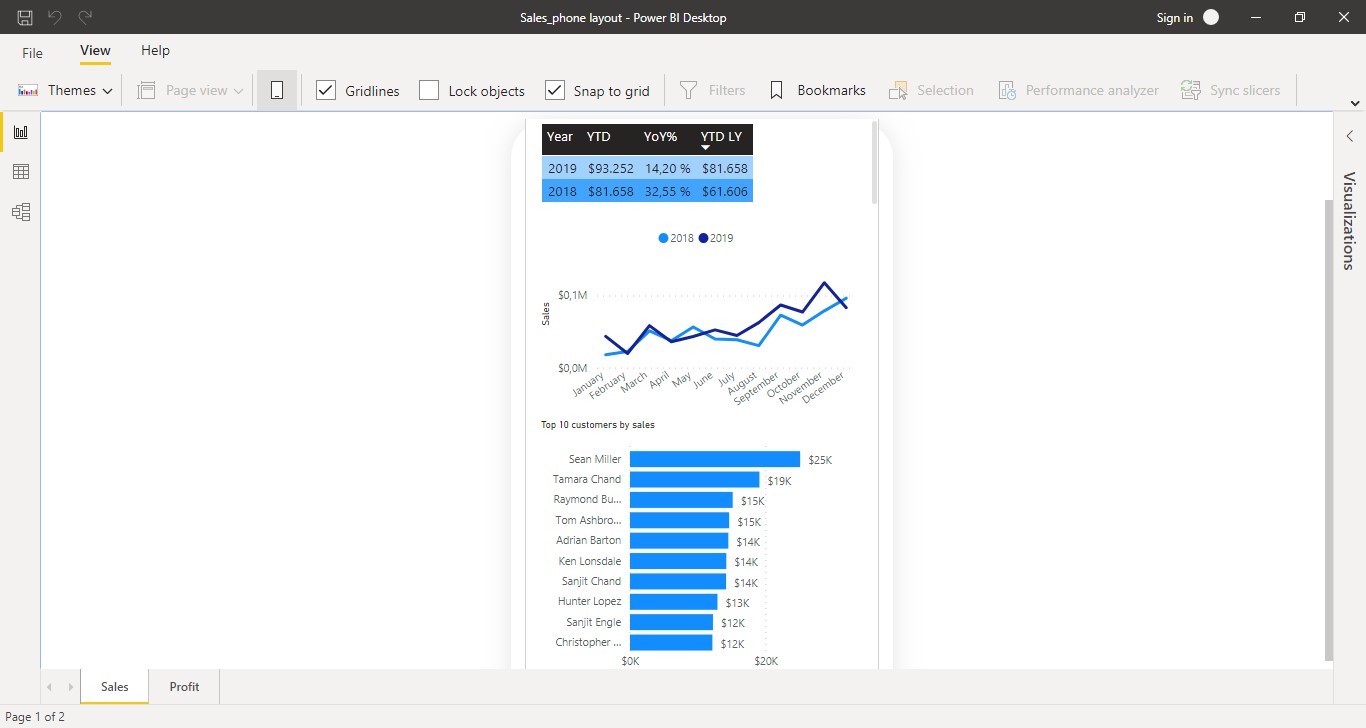 Sales_phone layout - Power BI Desktop
Sign in
File
View
Help
Themes
Page view
Gridlines
Lock objects
Snap to grid
Filters
Bookmarks
Selection
Performance analyzer
Sync slicers
Visualizations
Year YTD YoY% YTD LY
2019 $93.252 14,20 % $81.658
2018 $81.658 32,55 % $61.606
2018 2019
Sales
$0,1M
$0,0M
January February March April May June July August September October November December
Top 10 customers by sales
Sean Miller $25K
Tamara Chand $19K
Raymond Bu... $15K
Tom Ashbro... $15K
Adrian Barton $14K
Ken Lonsdale $14K
Sanjit Chand $14K
Hunter Lopez $13K
Sanjit Engle $12K
Christopher ... $12K
$0K $20K
Sales
Profit
Page 1 of 2